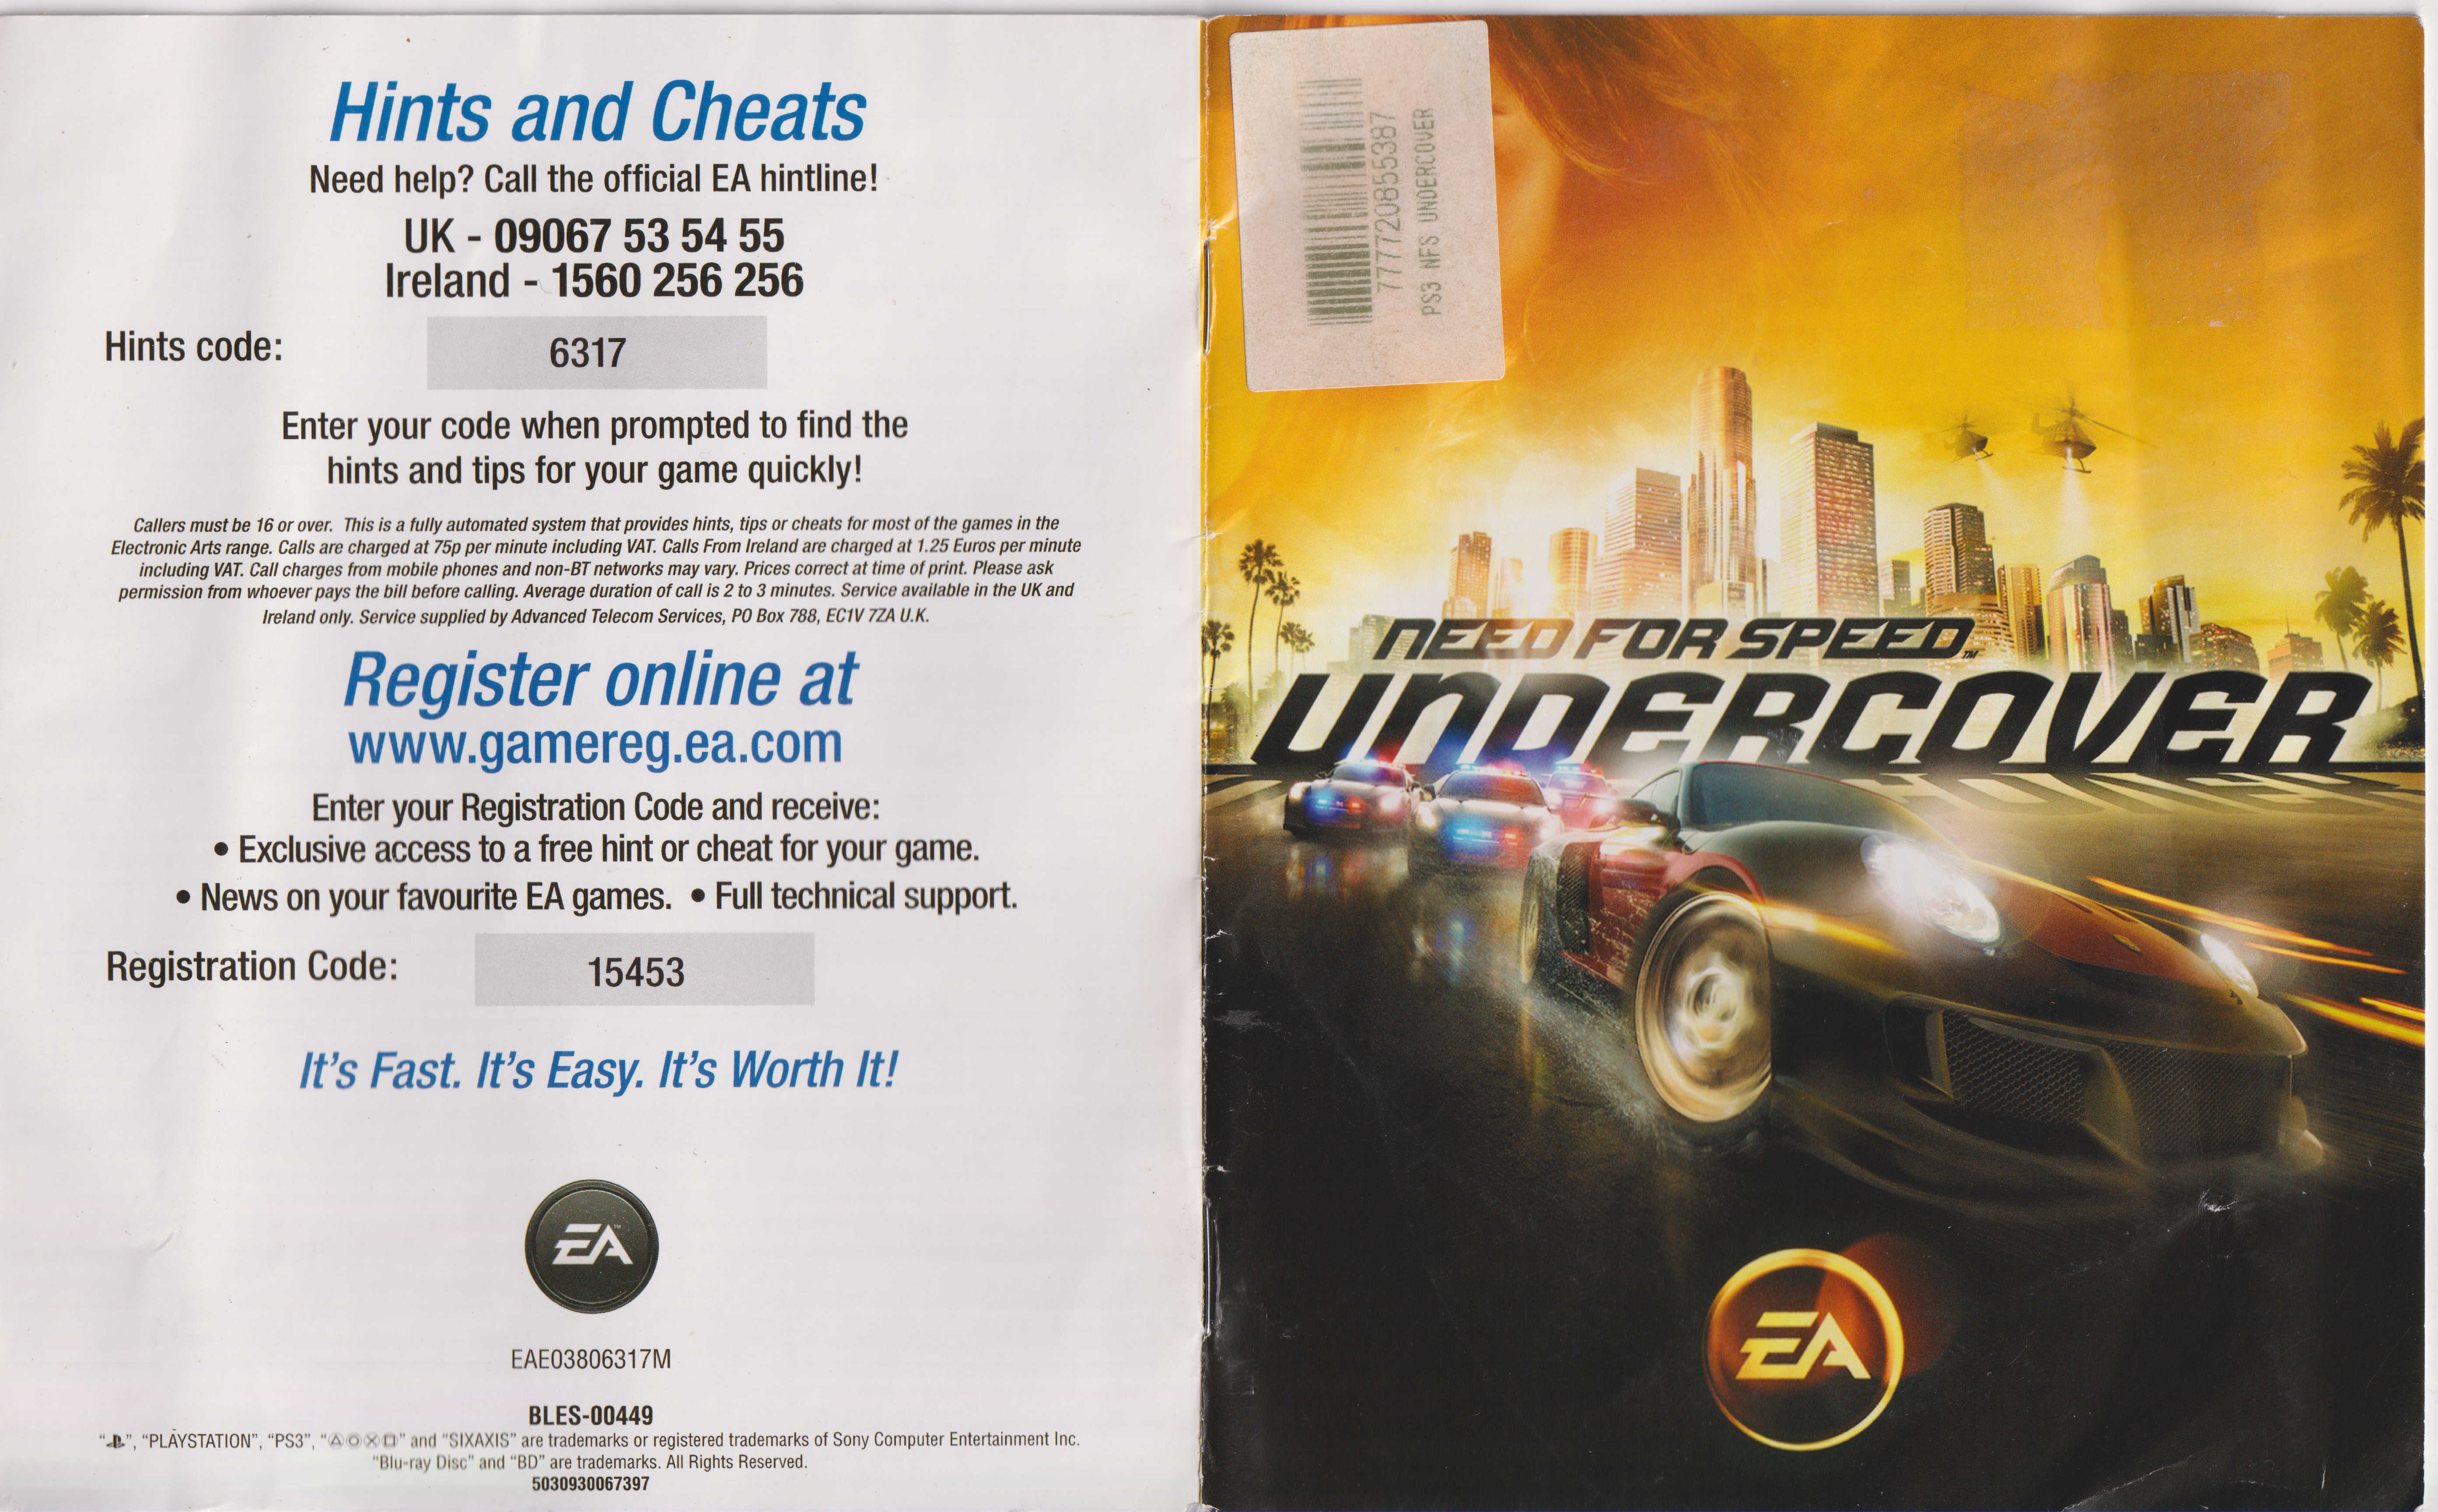 Hints and Cheats
Need help? Call the official EA hintline!
UK - 09067 53 54 55
Ireland - 1560 256 256
Hints code:
6317
Enter your code when prompted to find the
hints and tips for your game quickly!
Callers must be 16 or over. This is a fully automated system that provides hints, tips or cheats for most of the games in the
Electronic Arts range. Calls are charged at 75p per minute including VAT. Calls From Ireland are charged at 1.25 Euros per minute
including VAT. Call charges from mobile phones and non-BT networks may vary. Prices correct at time of print. Please ask
permission from whoever pays the bill before calling. Average duration of call is 2 to 3 minutes. Service available in the UK and
Ireland only. Service supplied by Advanced Telecom Services, PO Box 788, EC1V 7ZA U.K.
Register online at
www.gamereg.ea.com
Enter your Registration Code and receive:
• Exclusive access to a free hint or cheat for your game.
• News on your favourite EA games. • Full technical support.
Registration Code:
15453
It's Fast. It's Easy. It's Worth It!
EA™
EAE03806317M
BLES-00449
"", "PLAYSTATION", "PS3", "△○✕□" and "SIXAXIS" are trademarks or registered trademarks of Sony Computer Entertainment Inc.
"Blu-ray Disc" and "BD" are trademarks. All Rights Reserved.
5030930067397
7777208555387
PS3 NFS UNDERCOVER
NEED FOR SPEED™
UNDERCOVER
EA